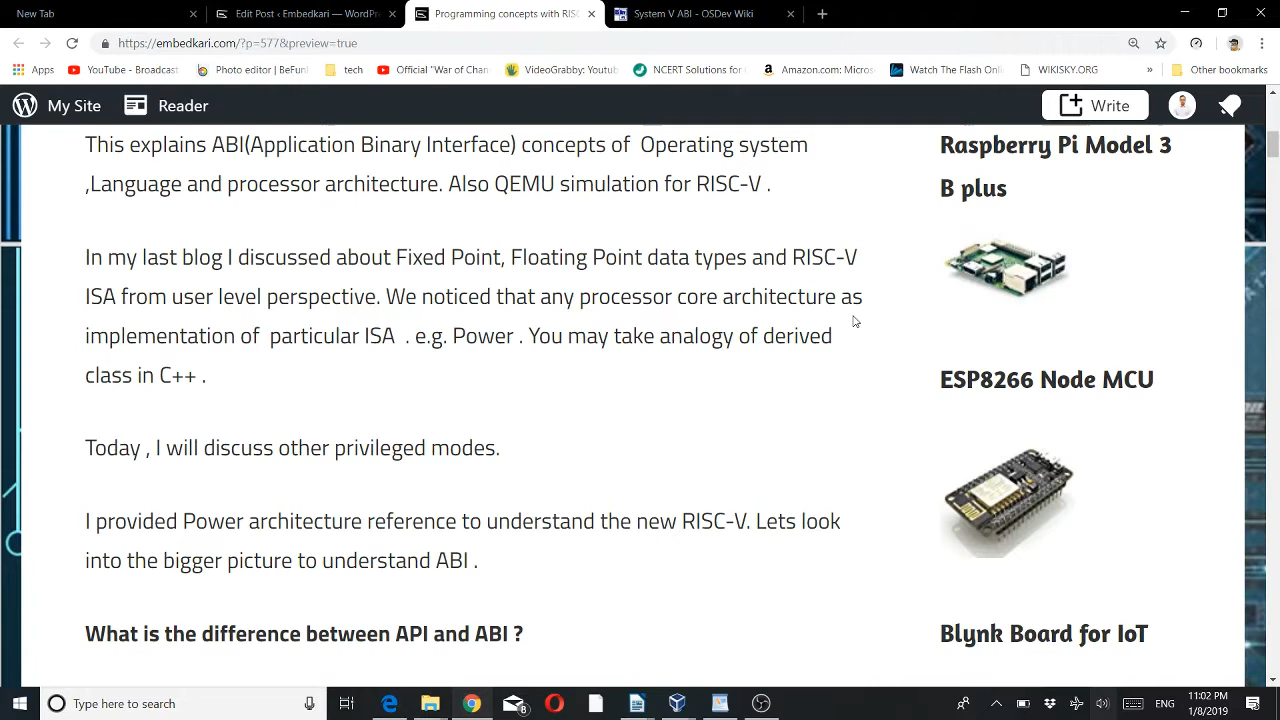 New Tab
Edit Post ‹ Embedkari — WordPr
Programming concepts with RISC
System V ABI - OSDev Wiki
https://embedkari.com/?p=577&preview=true
Apps
YouTube - Broadcast
Photo editor | BeFun
tech
Official "War of Chan
VideoGrabby: Youtub
NCERT Solutions for
Amazon.com: Micros
Watch The Flash Onli
WIKISKY.ORG
»
Other bookmarks
My Site
Reader
Write
This explains ABI(Application Binary Interface) concepts of Operating system
,Language and processor architecture. Also QEMU simulation for RISC-V .
In my last blog I discussed about Fixed Point, Floating Point data types and RISC-V
ISA from user level perspective. We noticed that any processor core architecture as
implementation of particular ISA . e.g. Power . You may take analogy of derived
class in C++ .
Today , I will discuss other privileged modes.
I provided Power architecture reference to understand the new RISC-V. Lets look
into the bigger picture to understand ABI .
What is the difference between API and ABI ?
Raspberry Pi Model 3
B plus
ESP8266 Node MCU
Blynk Board for IoT
Type here to search
8
ENG
11:02 PM
1/8/2019